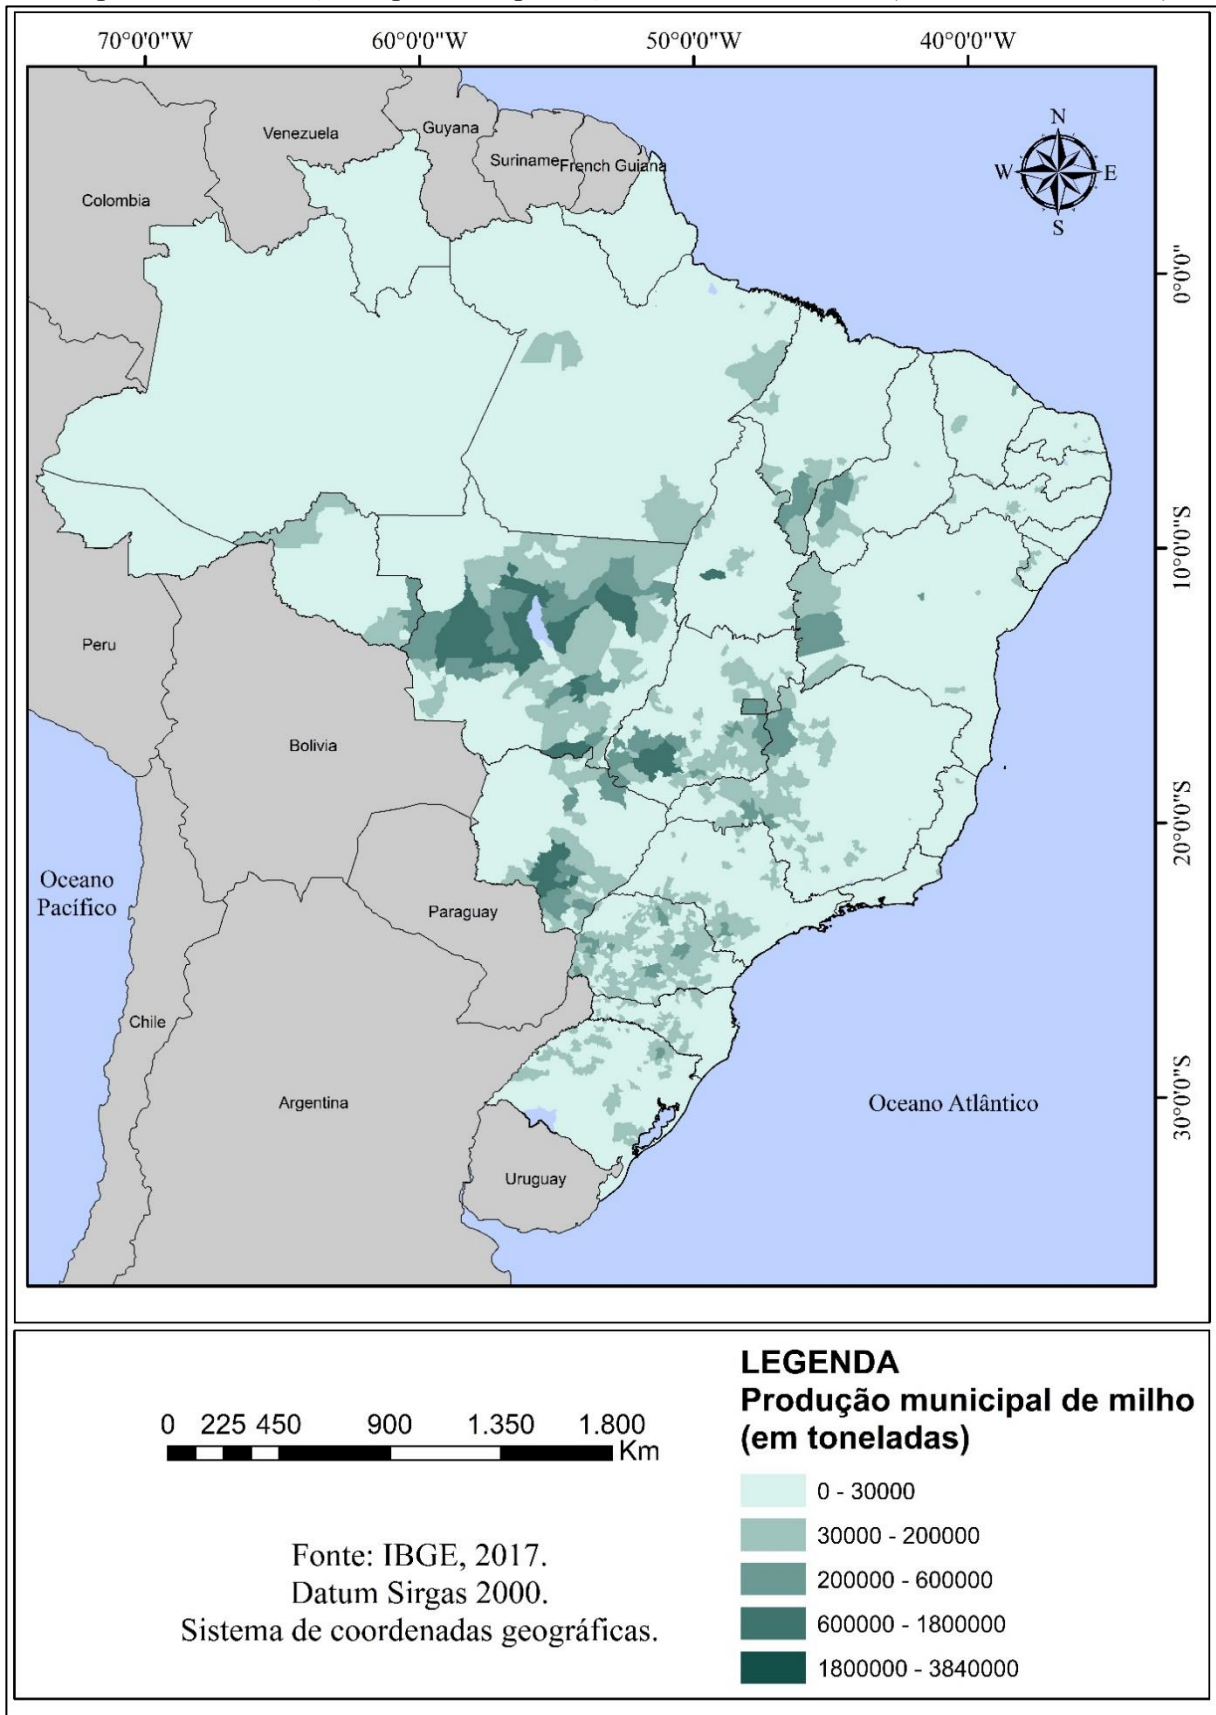 70°0'0"W 60°0'0"W 50°0'0"W 40°0'0"W
N
W E
S
Venezuela
Guyana
Suriname
French Guiana
Colombia
0°0'0"
10°0'0"S
Peru
Bolivia
20°0'0"S
Oceano
Pacífico
Paraguay
Chile
Argentina
Oceano Atlântico
30°0'0"S
Uruguay
0 225 450 900 1.350 1.800
Km
Fonte: IBGE, 2017.
Datum Sirgas 2000.
Sistema de coordenadas geográficas.
LEGENDA
Produção municipal de milho
(em toneladas)
0 - 30000
30000 - 200000
200000 - 600000
600000 - 1800000
1800000 - 3840000